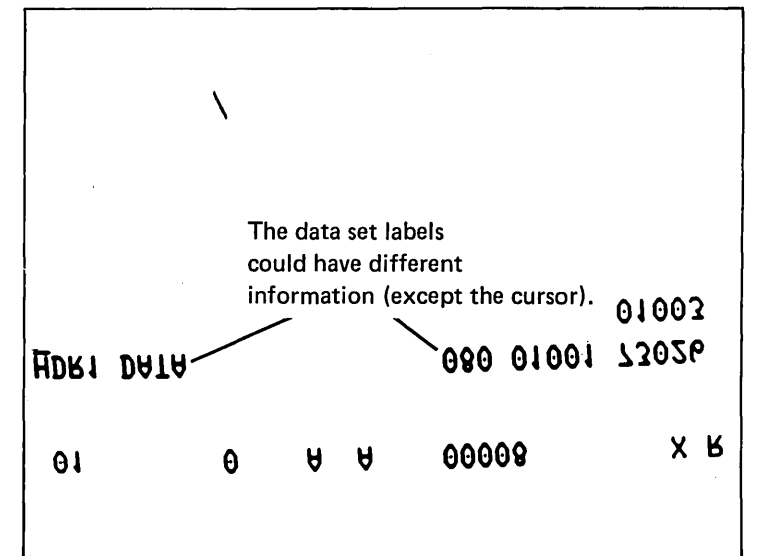 The data set labels
could have different
information (except the cursor).
01003
HDR1 DATA 080 01001 73026
01 0 A A 00008 X R